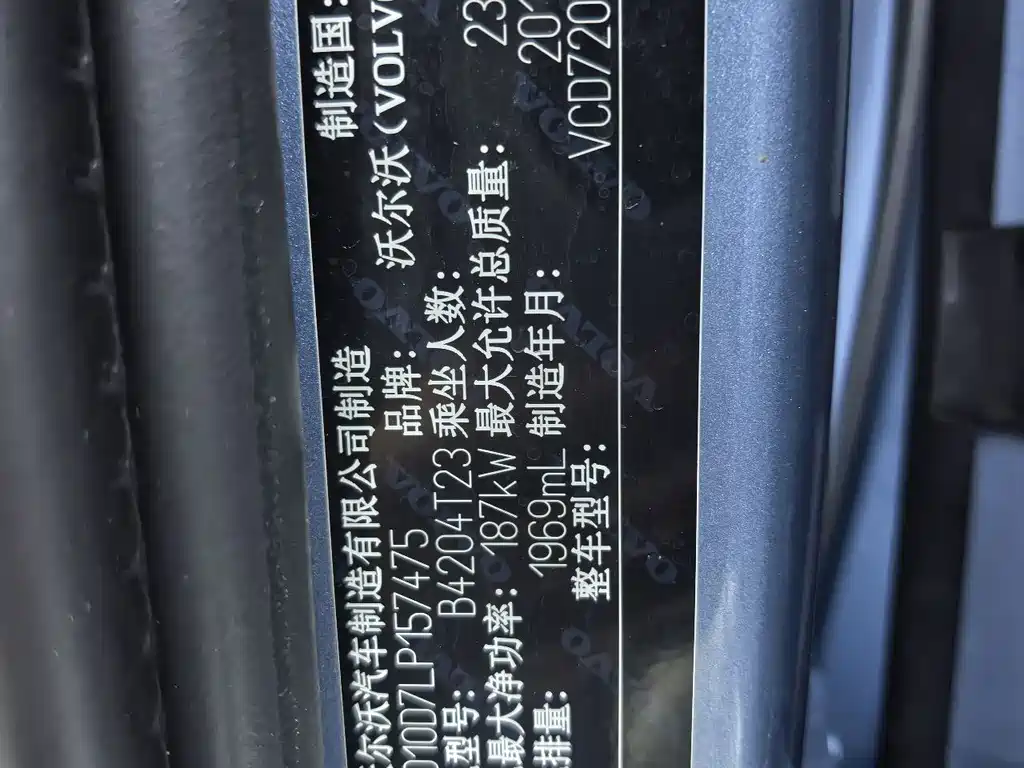 尔沃汽车制造有限公司制造 制造国:
010D7LP157475 品牌: 沃尔沃(VOLV
型号: B4204T23 乘坐人数:
最大净功率: 187kW 最大允许总质量: 23
排量: 1969mL 制造年月: 201
整车型号: VCD720